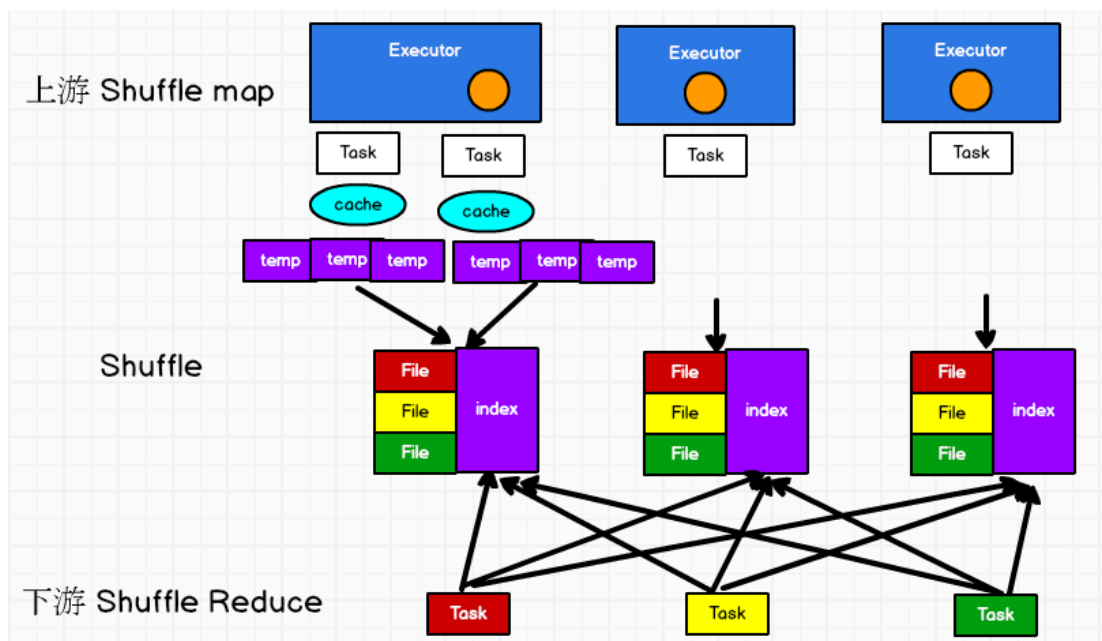 Executor
Executor
Executor
上游 Shuffle map
Task
Task
Task
Task
cache
cache
temp
temp
temp
temp
temp
temp
Shuffle
File
File
File
index
File
File
File
index
File
File
File
index
下游 Shuffle Reduce
Task
Task
Task